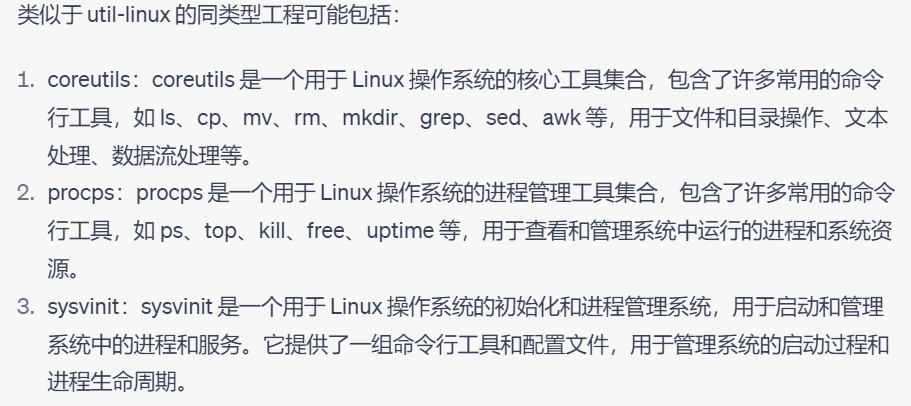 类似于 util-linux 的同类型工程可能包括：
1. coreutils：coreutils 是一个用于 Linux 操作系统的核心工具集合，包含了许多常用的命令
行工具，如 ls、cp、mv、rm、mkdir、grep、sed、awk 等，用于文件和目录操作、文本
处理、数据流处理等。
2. procps：procps 是一个用于 Linux 操作系统的进程管理工具集合，包含了许多常用的命令
行工具，如 ps、top、kill、free、uptime 等，用于查看和管理系统中运行的进程和系统资
源。
3. sysvinit：sysvinit 是一个用于 Linux 操作系统的初始化和进程管理系统，用于启动和管理
系统中的进程和服务。它提供了一组命令行工具和配置文件，用于管理系统的启动过程和
进程生命周期。